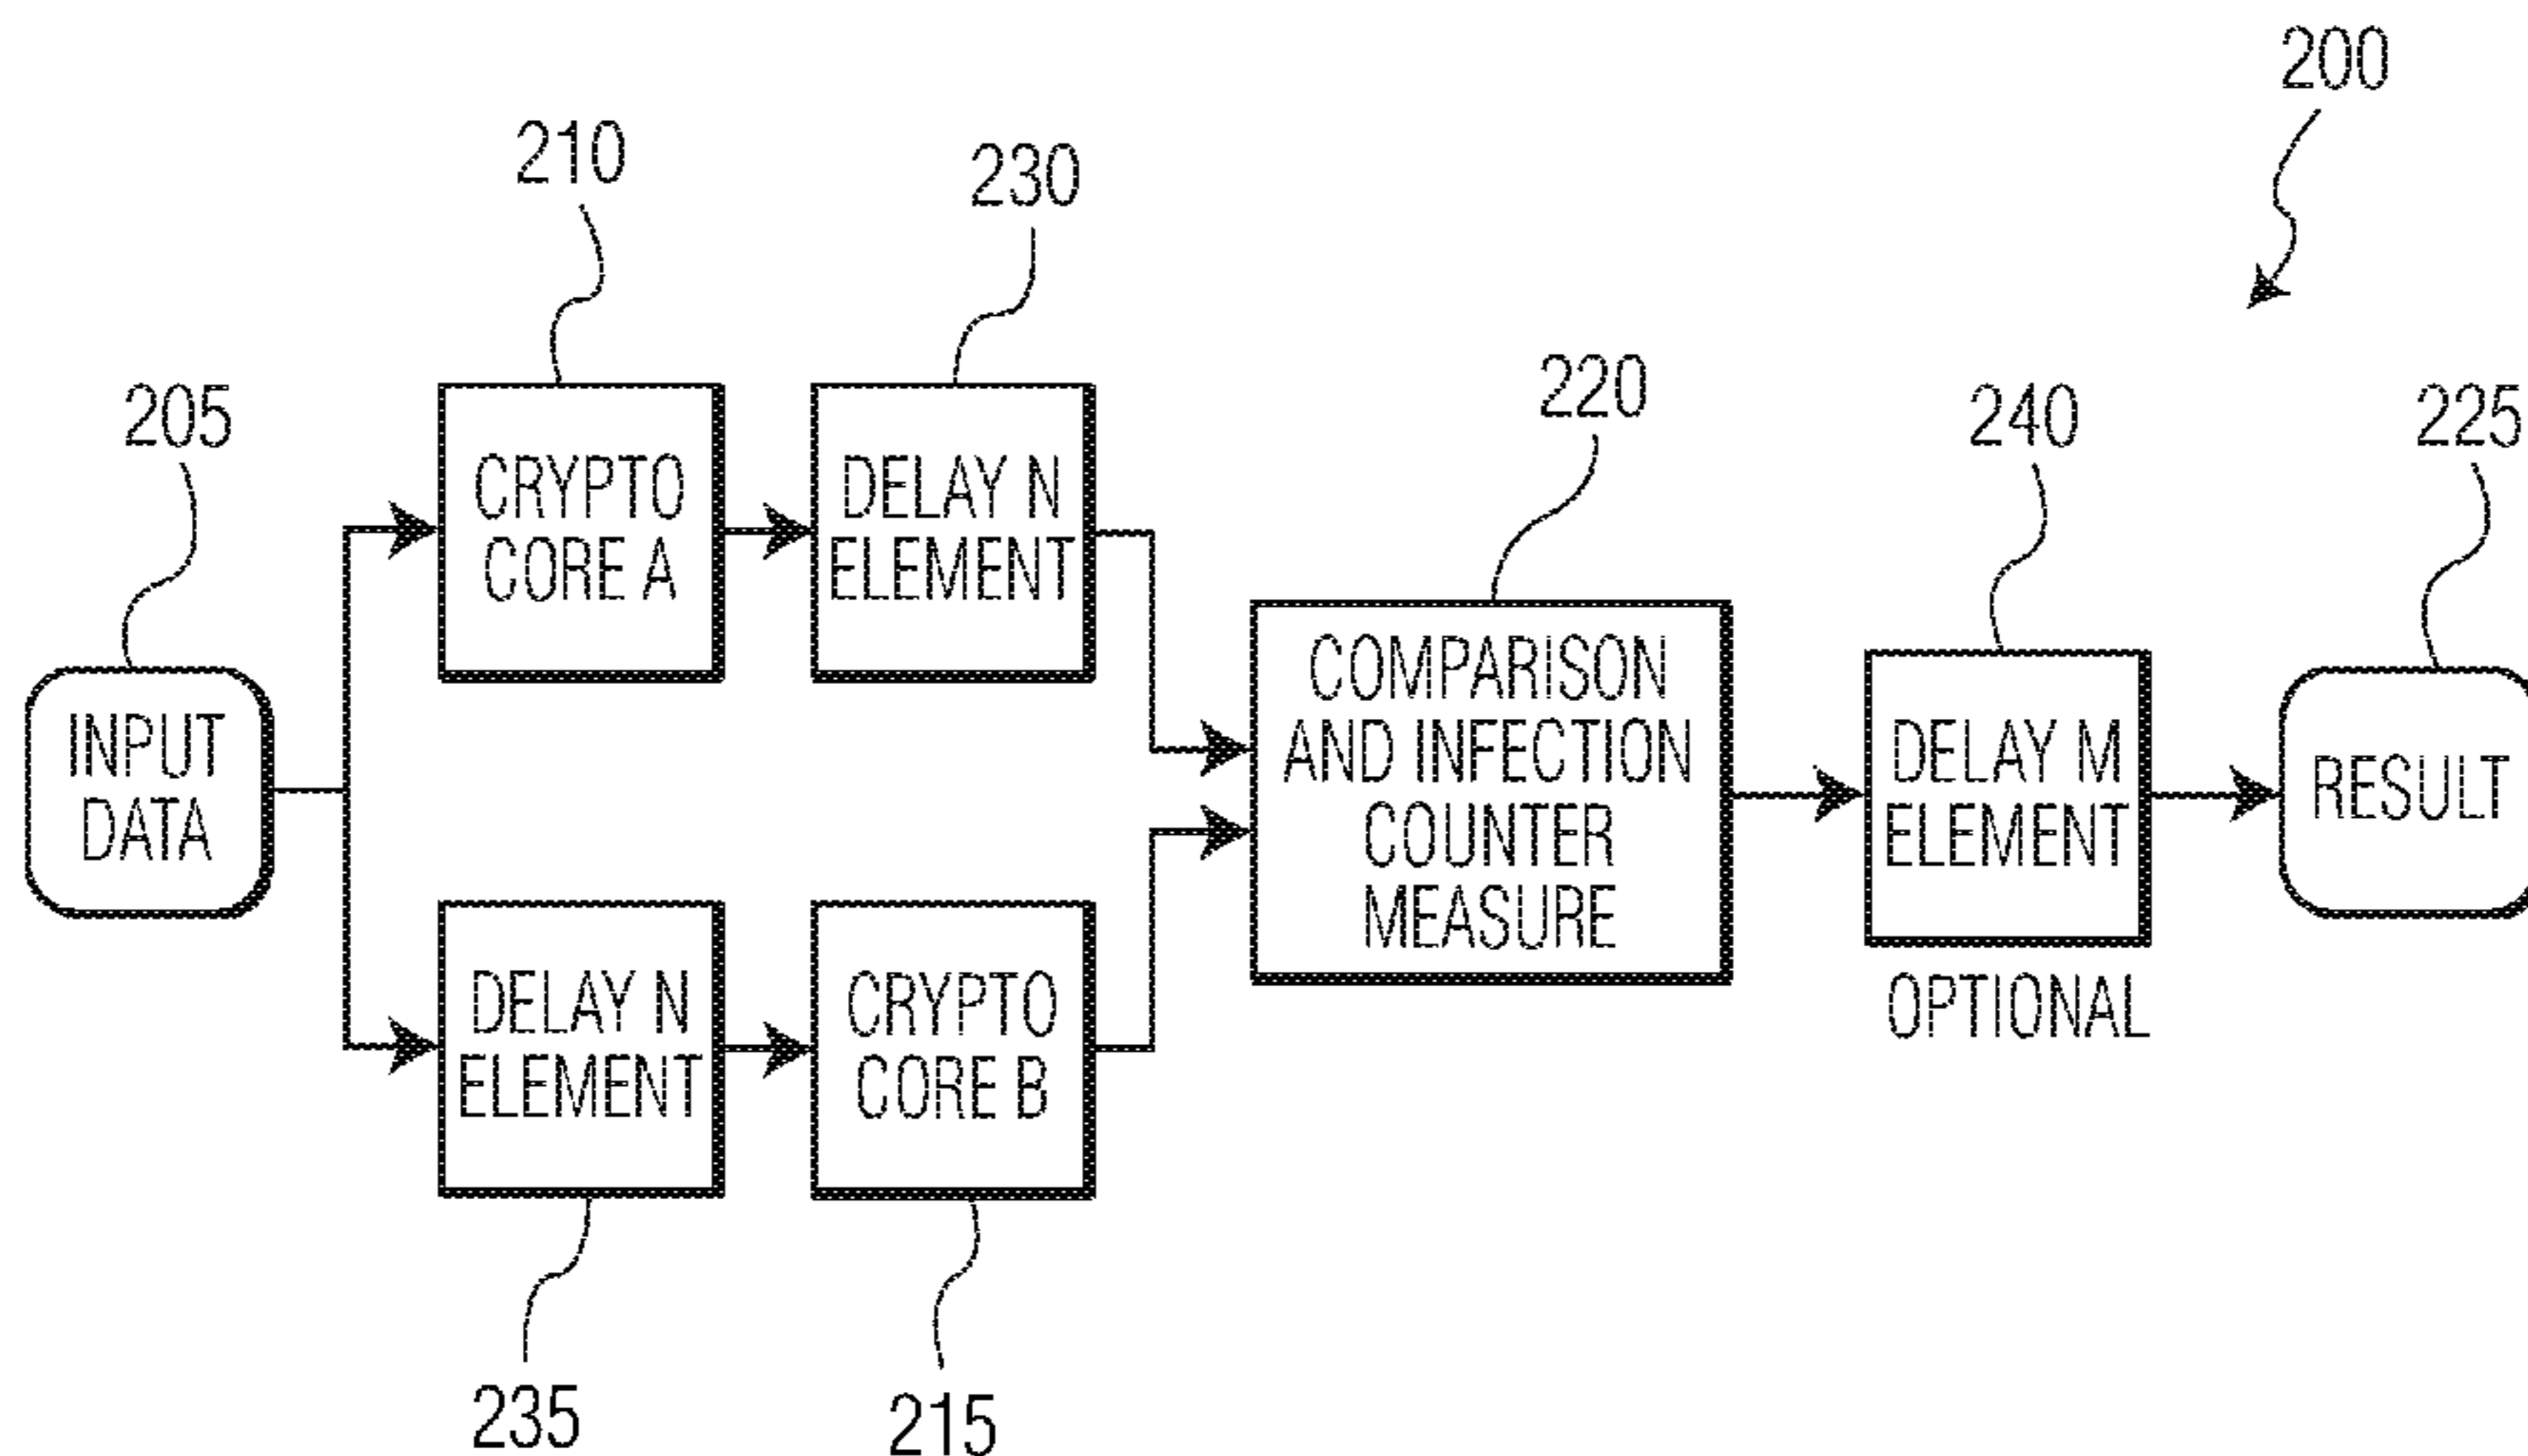 200
210
230
205
220
240
225
CRYPTO
CORE A
DELAY N
ELEMENT
INPUT
DATA
COMPARISON
AND INFECTION
COUNTER
MEASURE
DELAY M
ELEMENT
RESULT
OPTIONAL
DELAY N
ELEMENT
CRYPTO
CORE B
235
215